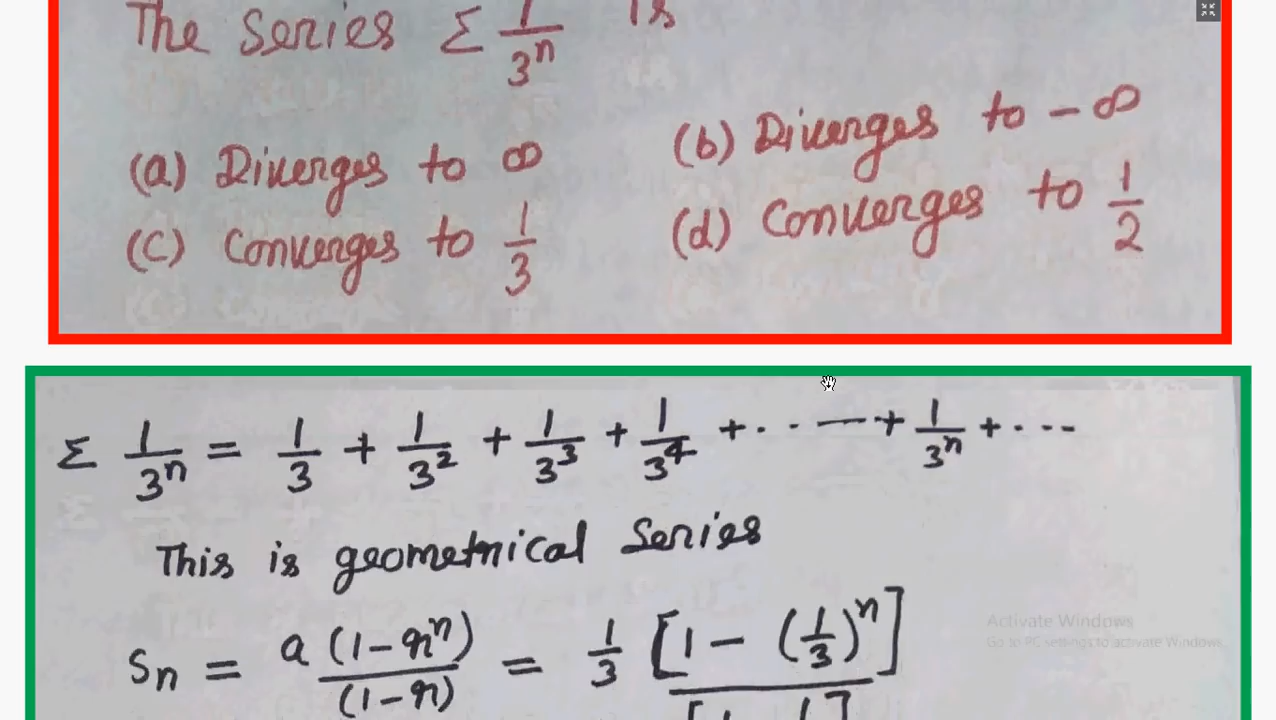 The Series Σ 1/3^n is
(a) Diverges to ∞ (b) Diverges to - ∞
(c) Converges to 1/3 (d) Converges to 1/2
Σ 1/3^n = 1/3 + 1/3^2 + 1/3^3 + 1/3^4 + ... — + 1/3^n + ...
This is geometrical Series
Activate Windows
Go to PC settings to activate Windows.
Sn = a(1-r^n)/(1-r) = 1/3 [1 - (1/3)^n]